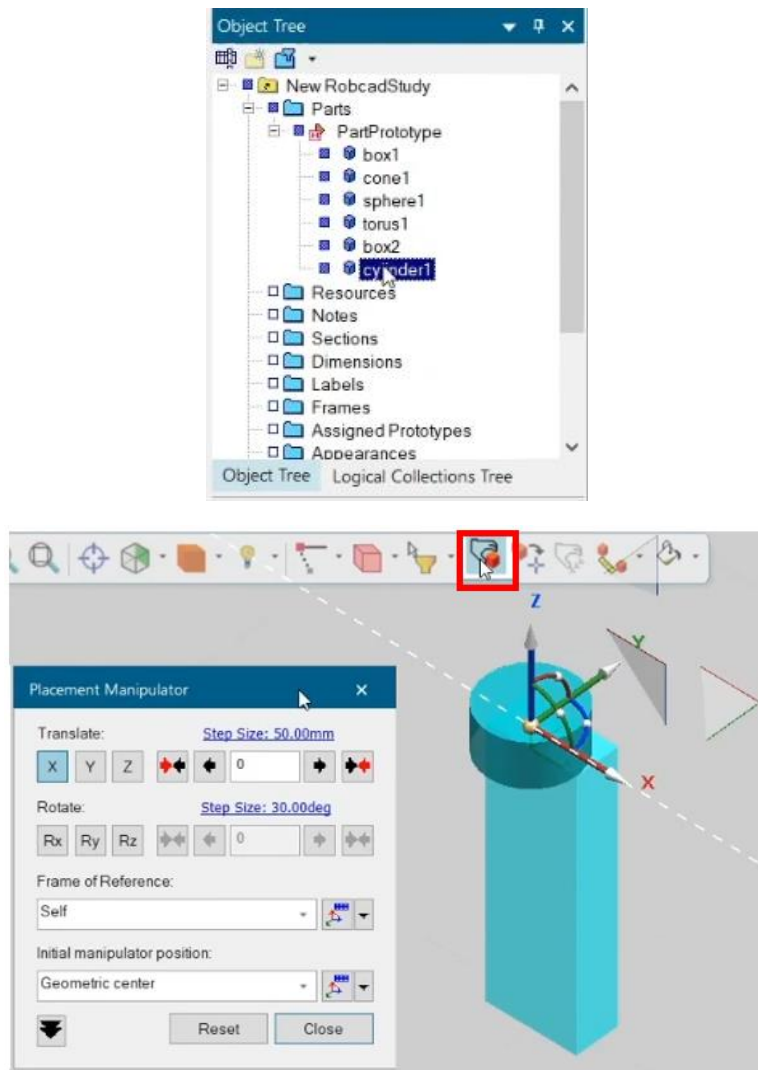 Object Tree
New RobcadStudy
Parts
PartPrototype
box1
cone1
sphere1
torus1
box2
cylinder1
Resources
Notes
Sections
Dimensions
Labels
Frames
Assigned Prototypes
Appearances
Object Tree Logical Collections Tree
Z
Y
X
Placement Manipulator
Translate: Step Size: 50.00mm
X Y Z 0
Rotate: Step Size: 30.00deg
Rx Ry Rz 0
Frame of Reference:
Self
Initial manipulator position:
Geometric center
Reset Close